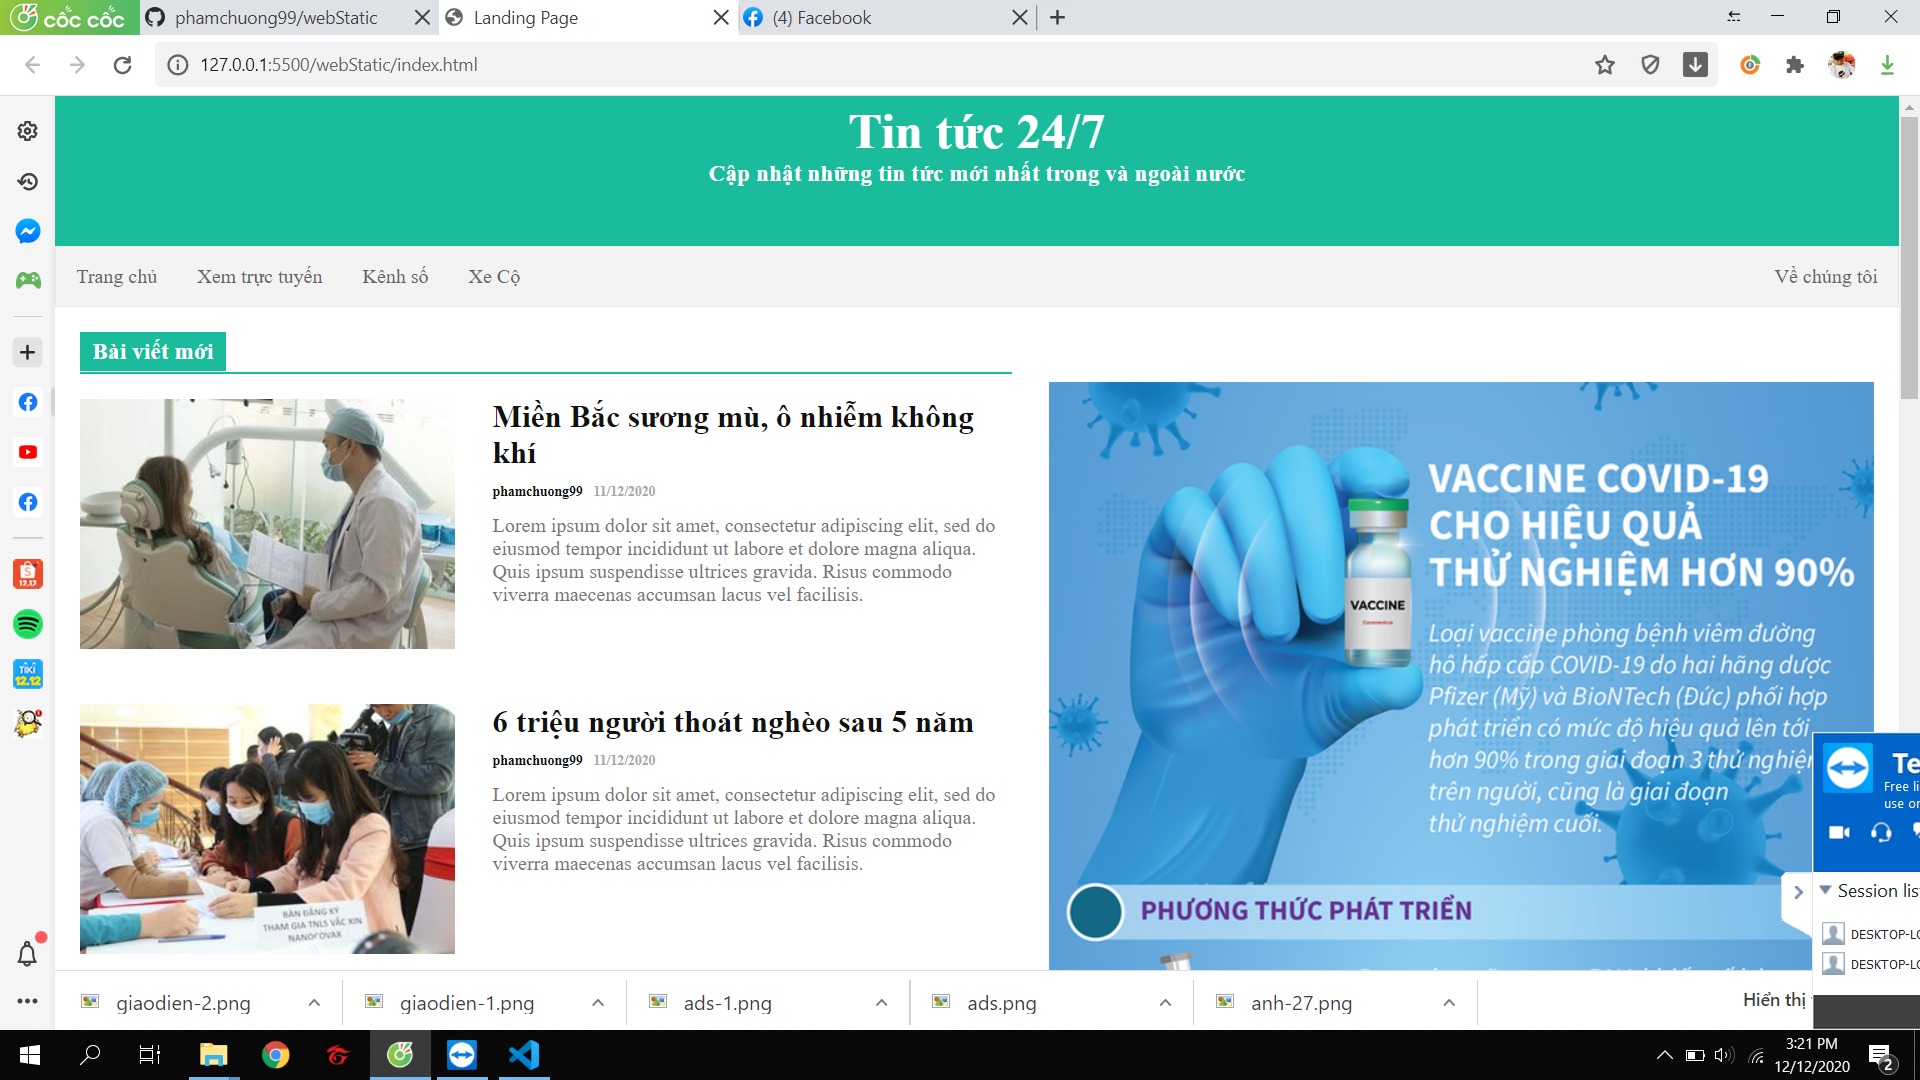 cốc cốc
phamchuong99/webStatic
Landing Page
(4) Facebook
127.0.0.1:5500/webStatic/index.html
Tin tức 24/7
Cập nhật những tin tức mới nhất trong và ngoài nước
Trang chủ
Xem trực tuyến
Kênh số
Xe Cộ
Về chúng tôi
Bài viết mới
Miền Bắc sương mù, ô nhiễm không
khí
phamchuong99 11/12/2020
Lorem ipsum dolor sit amet, consectetur adipiscing elit, sed do
eiusmod tempor incididunt ut labore et dolore magna aliqua.
Quis ipsum suspendisse ultrices gravida. Risus commodo
viverra maecenas accumsan lacus vel facilisis.
6 triệu người thoát nghèo sau 5 năm
phamchuong99 11/12/2020
Lorem ipsum dolor sit amet, consectetur adipiscing elit, sed do
eiusmod tempor incididunt ut labore et dolore magna aliqua.
Quis ipsum suspendisse ultrices gravida. Risus commodo
viverra maecenas accumsan lacus vel facilisis.
BẢN ĐĂNG KÝ
THAM GIA TNLS VẮC XIN
NANOCOVAX
VACCINE COVID-19
CHO HIỆU QUẢ
THỬ NGHIỆM HƠN 90%
VACCINE
Coronavirus
Loại vaccine phòng bệnh viêm đường
hô hấp cấp COVID-19 do hai hãng dược
Pfizer (Mỹ) và BioNTech (Đức) phối hợp
phát triển có mức độ hiệu quả lên tới
hơn 90% trong giai đoạn 3 thử nghiệm
trên người, cũng là giai đoạn
thử nghiệm cuối.
PHƯƠNG THỨC PHÁT TRIỂN
12.12
TIKI
12.12
Te
Free li
use or
Session lis
DESKTOP-LO
DESKTOP-LO
giaodien-2.png
giaodien-1.png
ads-1.png
ads.png
anh-27.png
Hiển thị
3:21 PM
12/12/2020
2